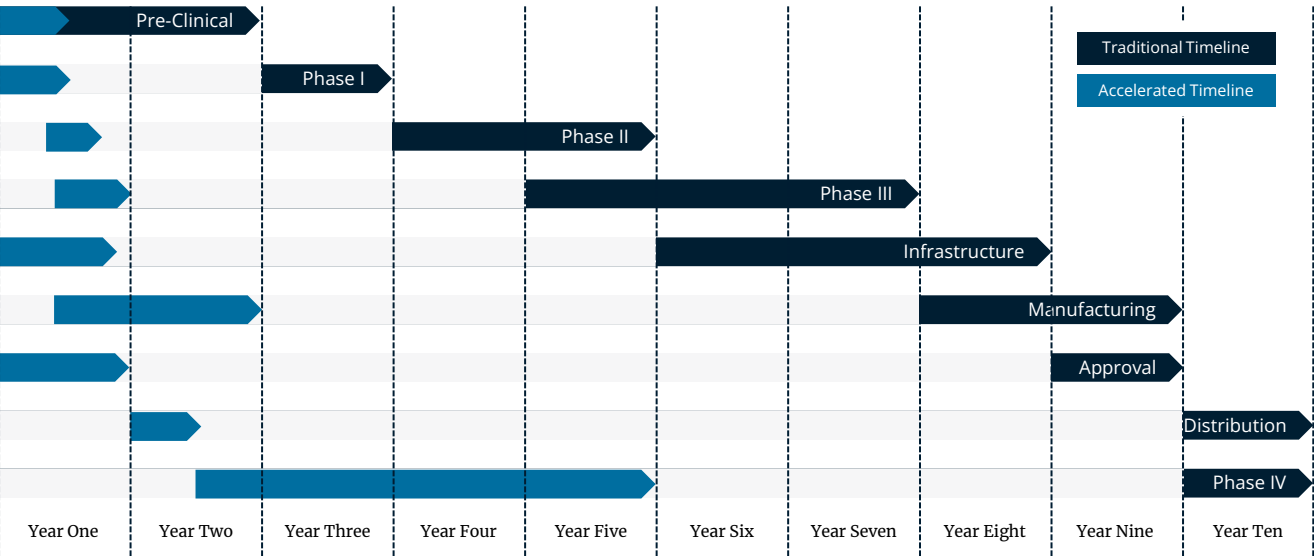 Pre-Clinical
Traditional Timeline
Phase I
Accelerated Timeline
Phase II
Phase III
Infrastructure
Manufacturing
Approval
Distribution
Phase IV
Year One Year Two Year Three Year Four Year Five Year Six Year Seven Year Eight Year Nine Year Ten